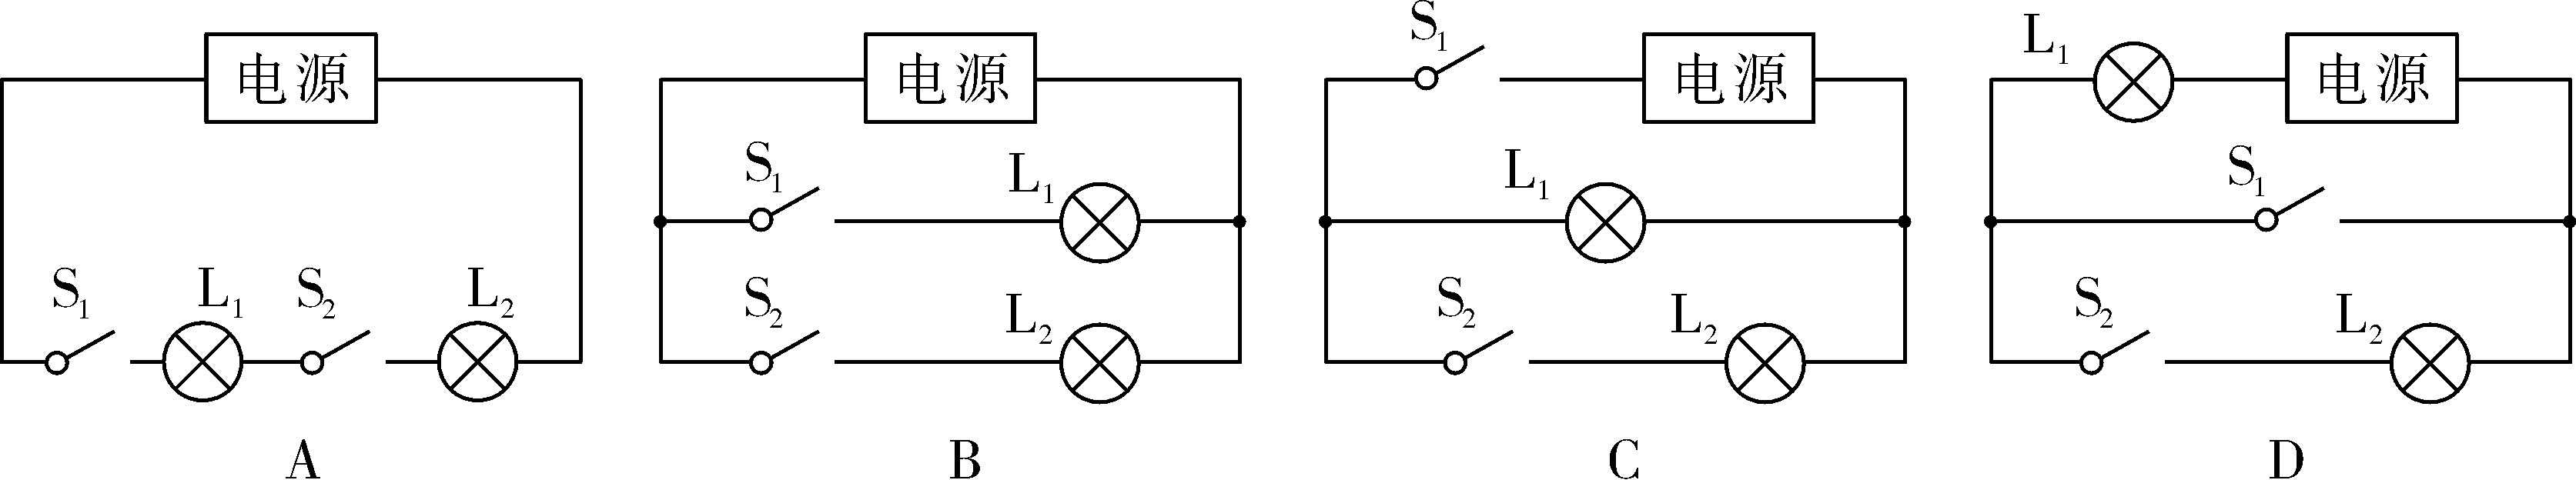 电源
S1 L1 S2 L2
A
电源
S1 L1
S2 L2
B
S1 电源
L1
S2 L2
C
L1 电源
S1
S2 L2
D